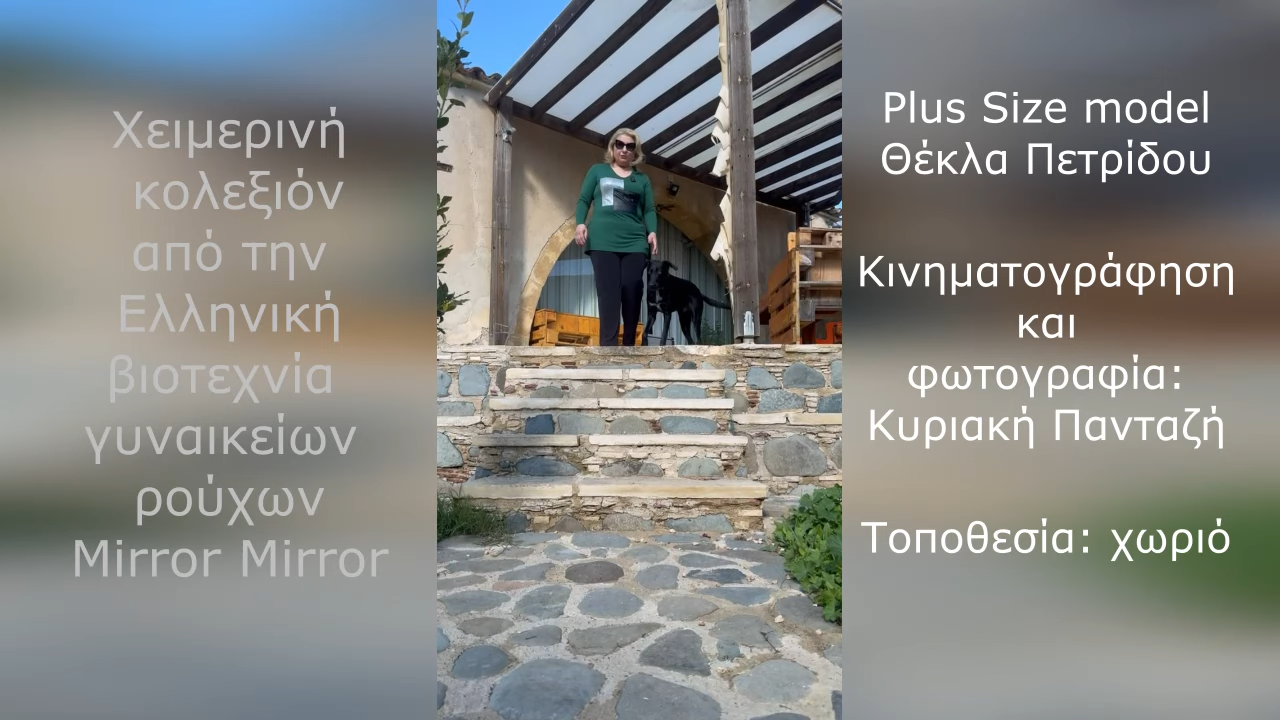 Χειμερινή
κολεξιόν
από την
Ελληνική
βιοτεχνία
γυναικείων
ρούχων
Mirror Mirror
Plus Size model
Θέκλα Πετρίδου
Κινηματογράφηση
και
φωτογραφία:
Κυριακή Πανταζή
Τοποθεσία: χωριό